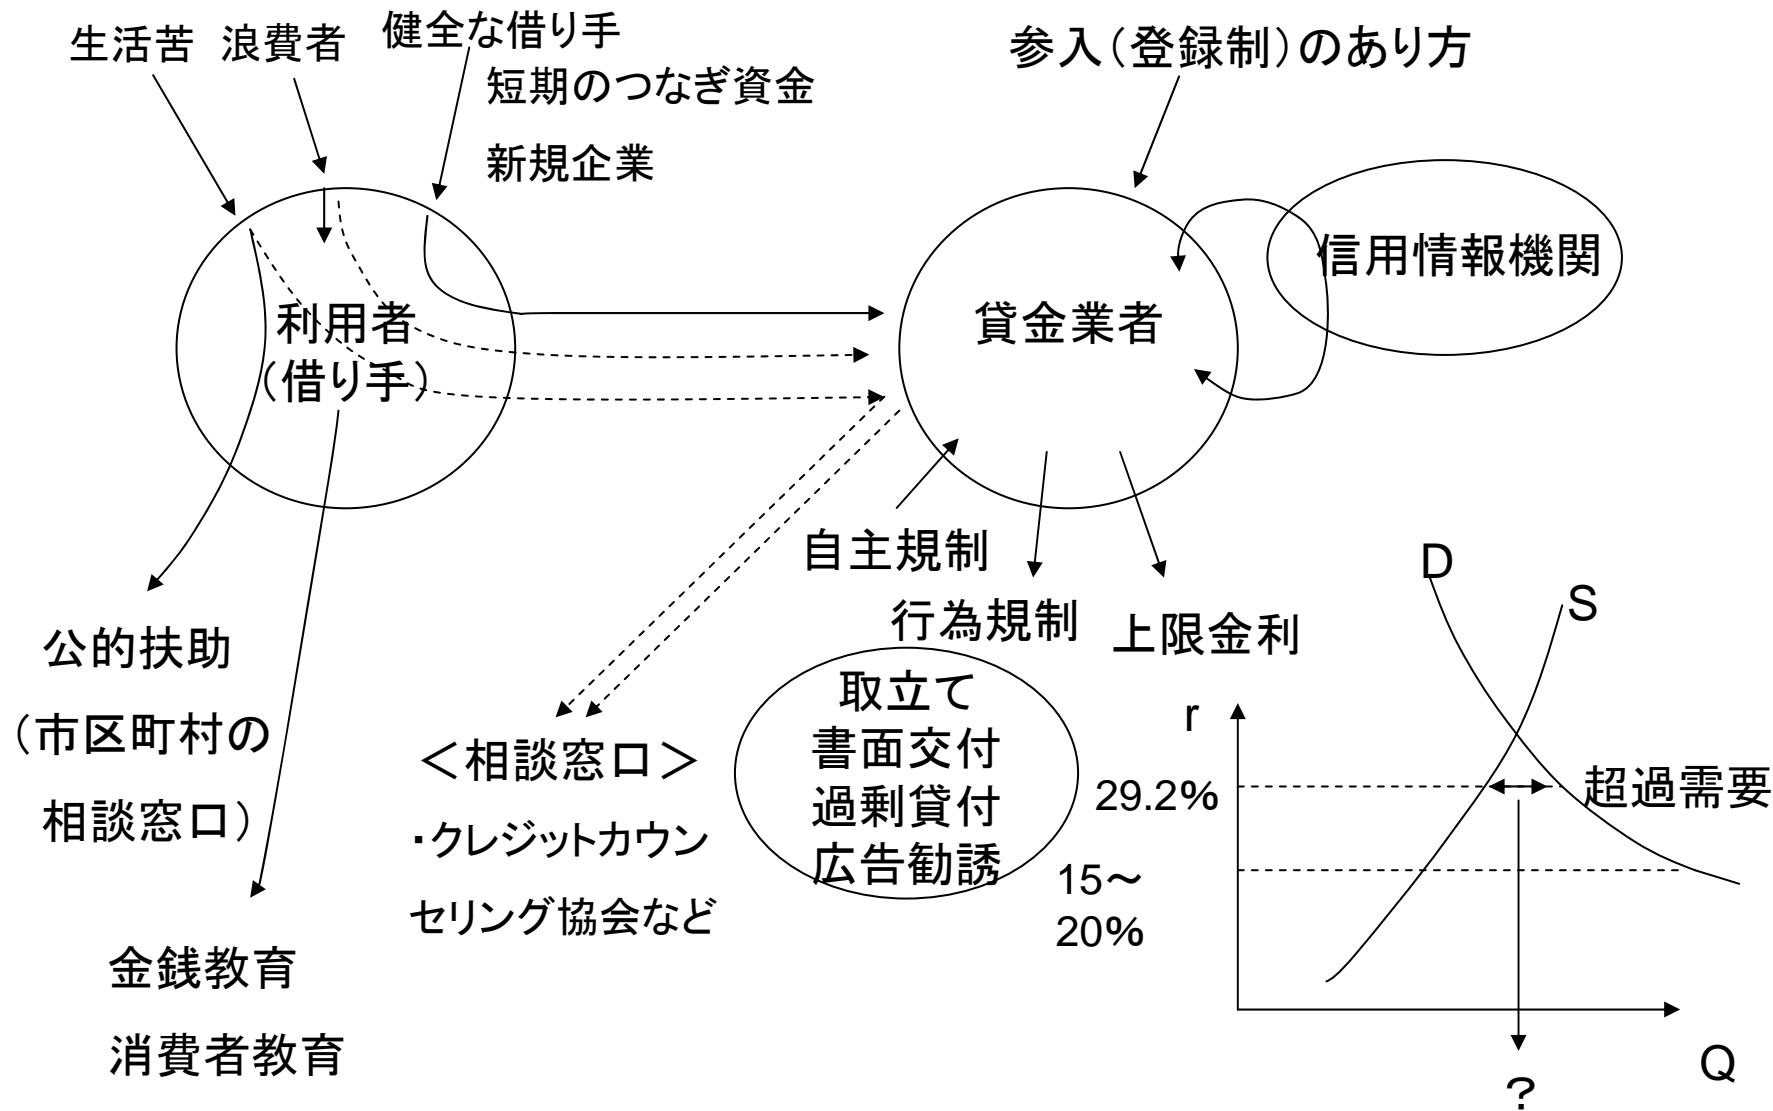 生活苦 浪費者 健全な借り手
短期のつなぎ資金
新規企業
参入（登録制）のあり方
信用情報機関
利用者
（借り手）
貸金業者
自主規制
行為規制
上限金利
取立て
書面交付
過剰貸付
広告勧誘
公的扶助
（市区町村の
相談窓口）
金銭教育
消費者教育
＜相談窓口＞
・クレジットカウン
セリング協会など
D
S
r
29.2%
超過需要
15～
20%
Q
？